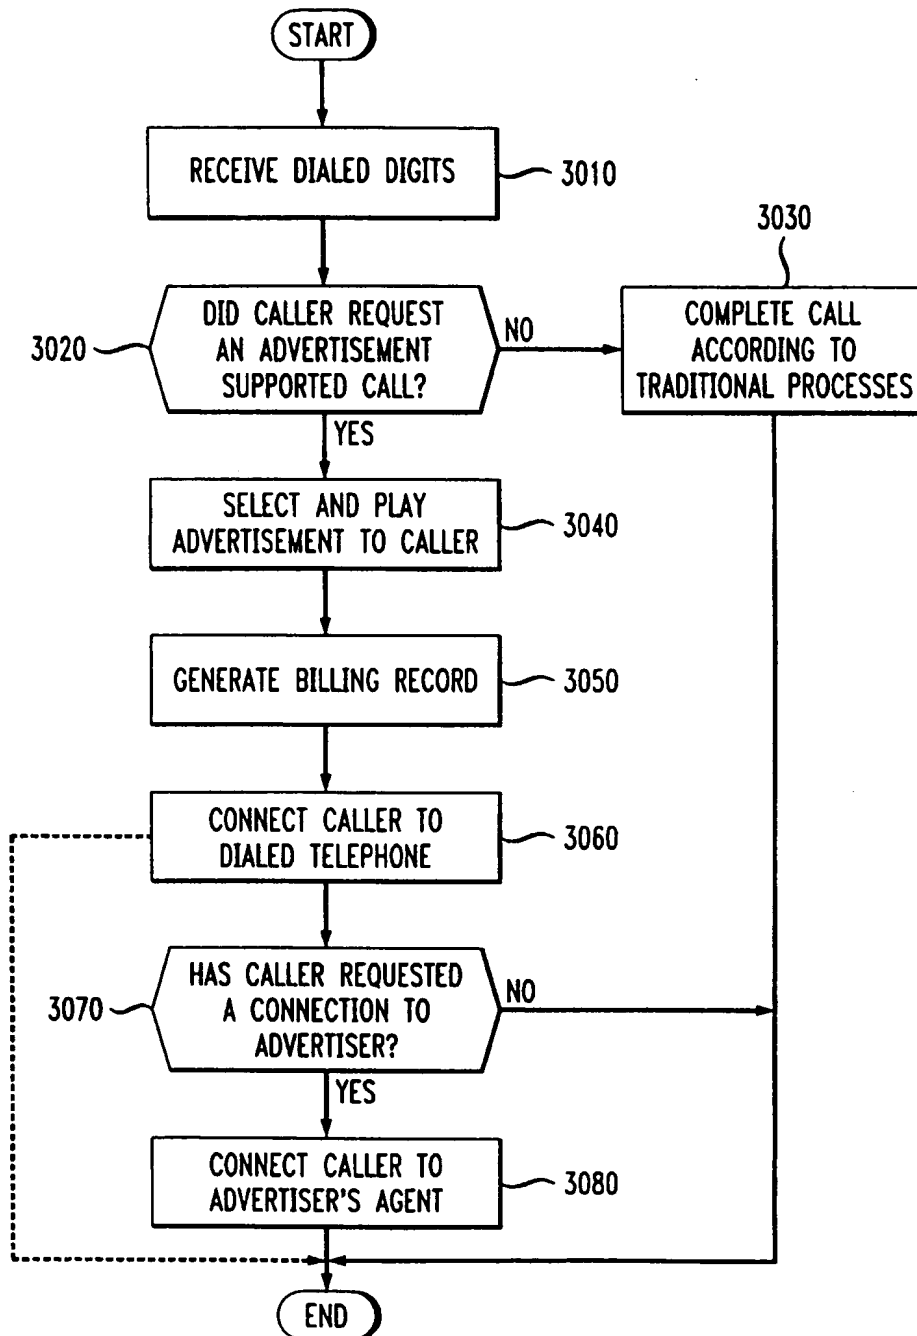 START
RECEIVE DIALED DIGITS
3010
3030
DID CALLER REQUEST
AN ADVERTISEMENT
SUPPORTED CALL?
3020
NO
COMPLETE CALL
ACCORDING TO
TRADITIONAL PROCESSES
YES
SELECT AND PLAY
ADVERTISEMENT TO CALLER
3040
GENERATE BILLING RECORD
3050
CONNECT CALLER TO
DIALED TELEPHONE
3060
HAS CALLER REQUESTED
A CONNECTION TO
ADVERTISER?
3070
NO
YES
CONNECT CALLER TO
ADVERTISER'S AGENT
3080
END